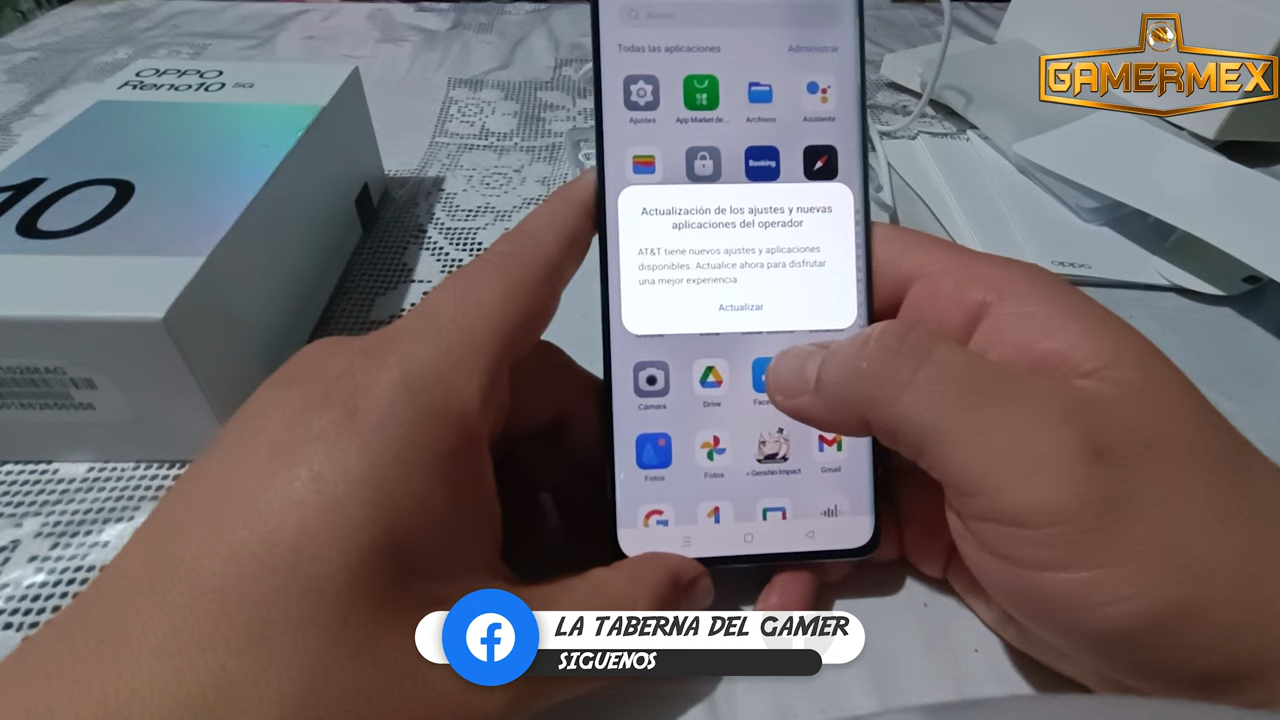 OPPO
Reno10 5G
10
GAMERMEX
Buscar
Todas las aplicaciones
Administrar
Ajustes
App Market de...
Archivos
Asistente
Booking
Actualización de los ajustes y nuevas
aplicaciones del operador
AT&T tiene nuevos ajustes y aplicaciones
disponibles. Actualice ahora para disfrutar
una mejor experiencia.
Actualizar
Cámara
Drive
Fotos
Fotos
Genshin Impact
Gmail
oppo
LA TABERNA DEL GAMER
SIGUENOS